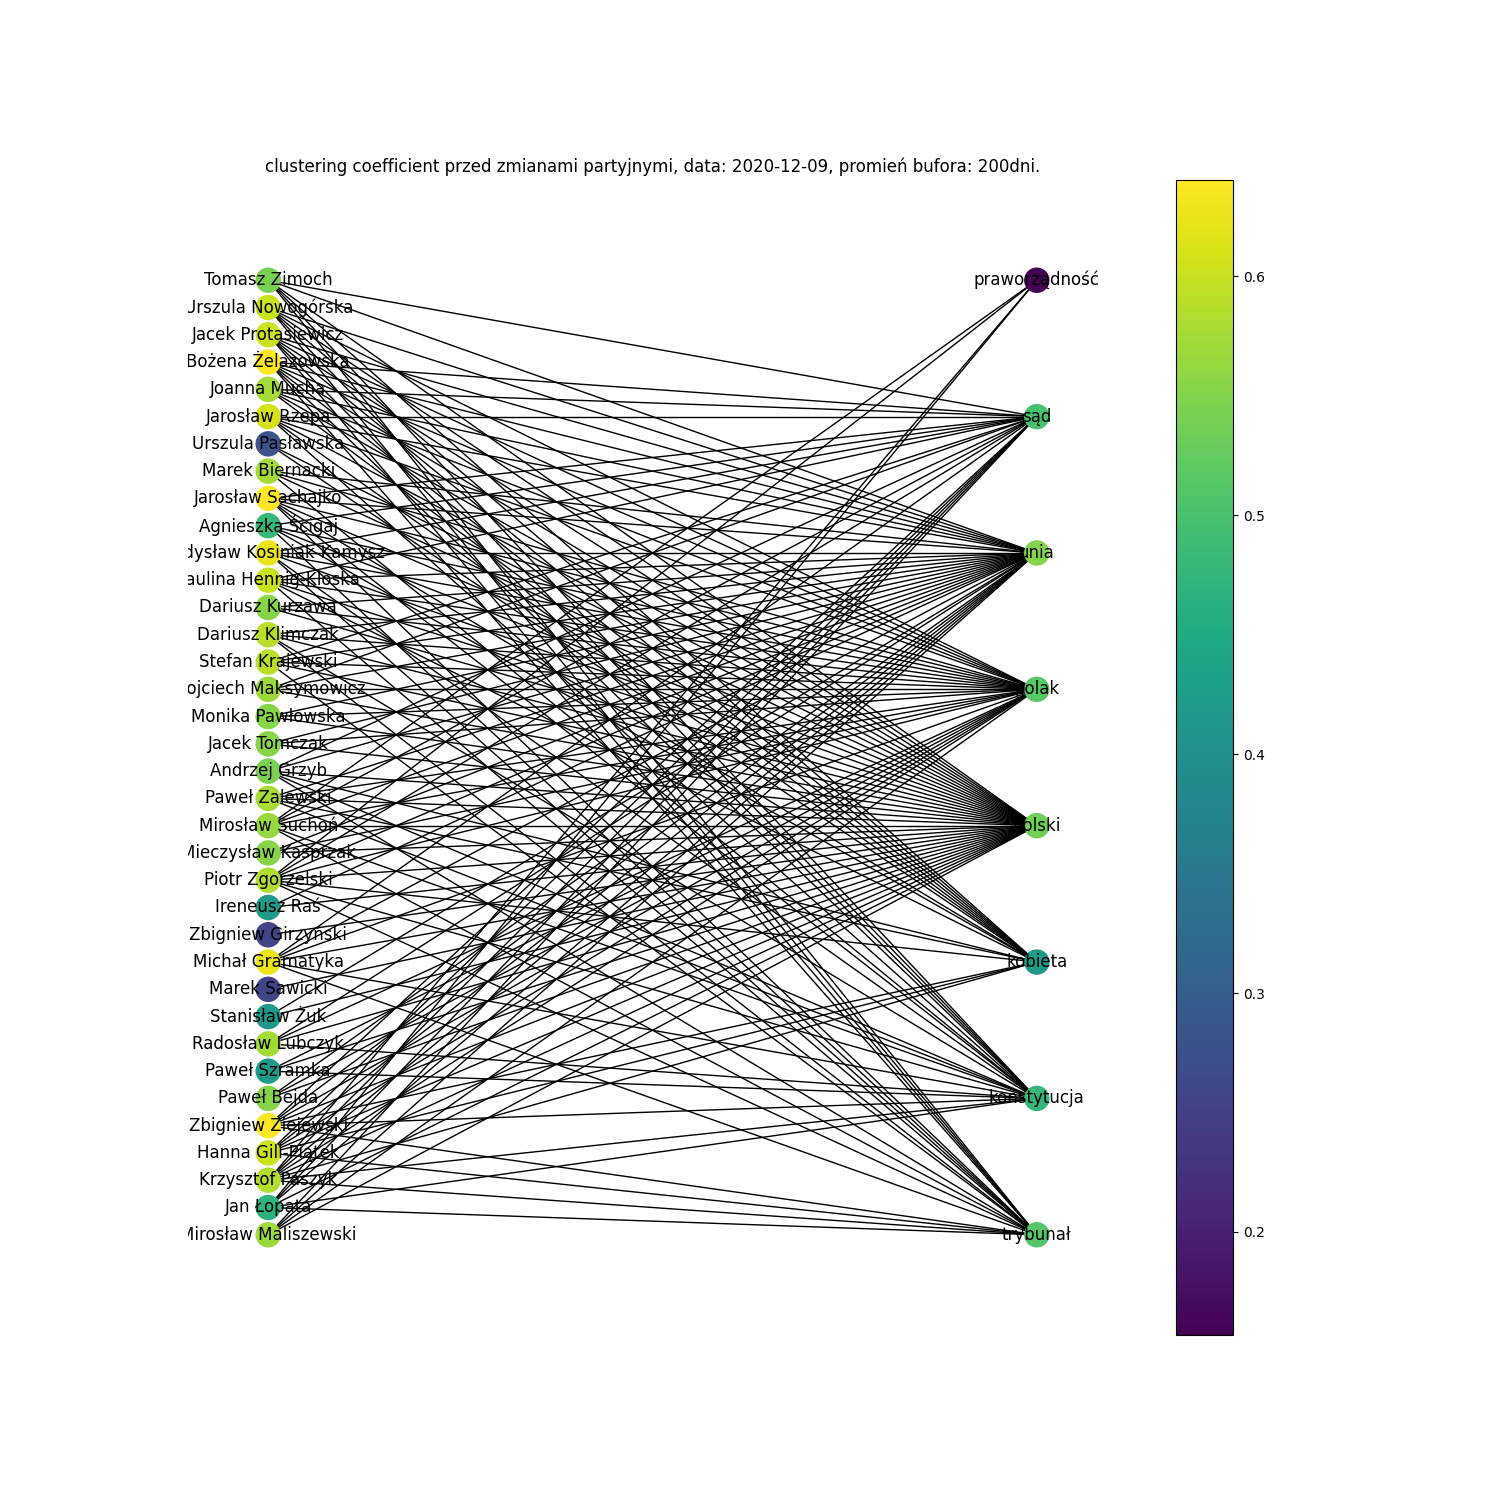 clustering coefficient przed zmianami partyjnymi, data: 2020-12-09, promień bufora: 200dni.
Tomasz Zimoch
Urszula Nowogórska
Jacek Protasiewicz
Bożena Żelazowska
Joanna Mucha
Jarosław Rzepa
Urszula Pasławska
Marek Biernacki
Jarosław Sachajko
Agnieszka Ścigaj
dysław Kosiniak-Kamysz
aulina Hennig-Kloska
Dariusz Kurzawa
Dariusz Klimczak
Stefan Krajewski
ojciech Maksymowicz
Monika Pawłowska
Jacek Tomczak
Andrzej Grzyb
Paweł Zalewski
Mirosław Suchoń
Mieczysław Kasprzak
Piotr Zgorzelski
Ireneusz Raś
Zbigniew Girzyński
Michał Gramatyka
Marek Sawicki
Stanisław Żuk
Radosław Lubczyk
Paweł Szramka
Paweł Bejda
Zbigniew Ziejewski
Hanna Gill-Piątek
Krzysztof Paszyk
Jan Łopata
Mirosław Maliszewski
praworządność
sąd
unia
polak
polski
kobieta
konstytucja
trybunał
0.6
0.5
0.4
0.3
0.2